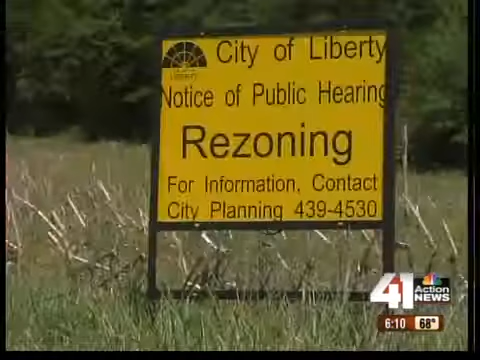 City of Liberty
LIBERTY
Notice of Public Hearing
Rezoning
For Information, Contact
City Planning 439-4530
41 Action
NEWS
6:10 68°